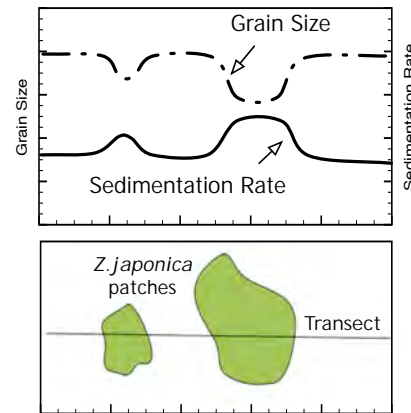 Grain Size
Grain Size
Sedimentation Rate
Sedimentation Rate
Z. japonica
patches
Transect